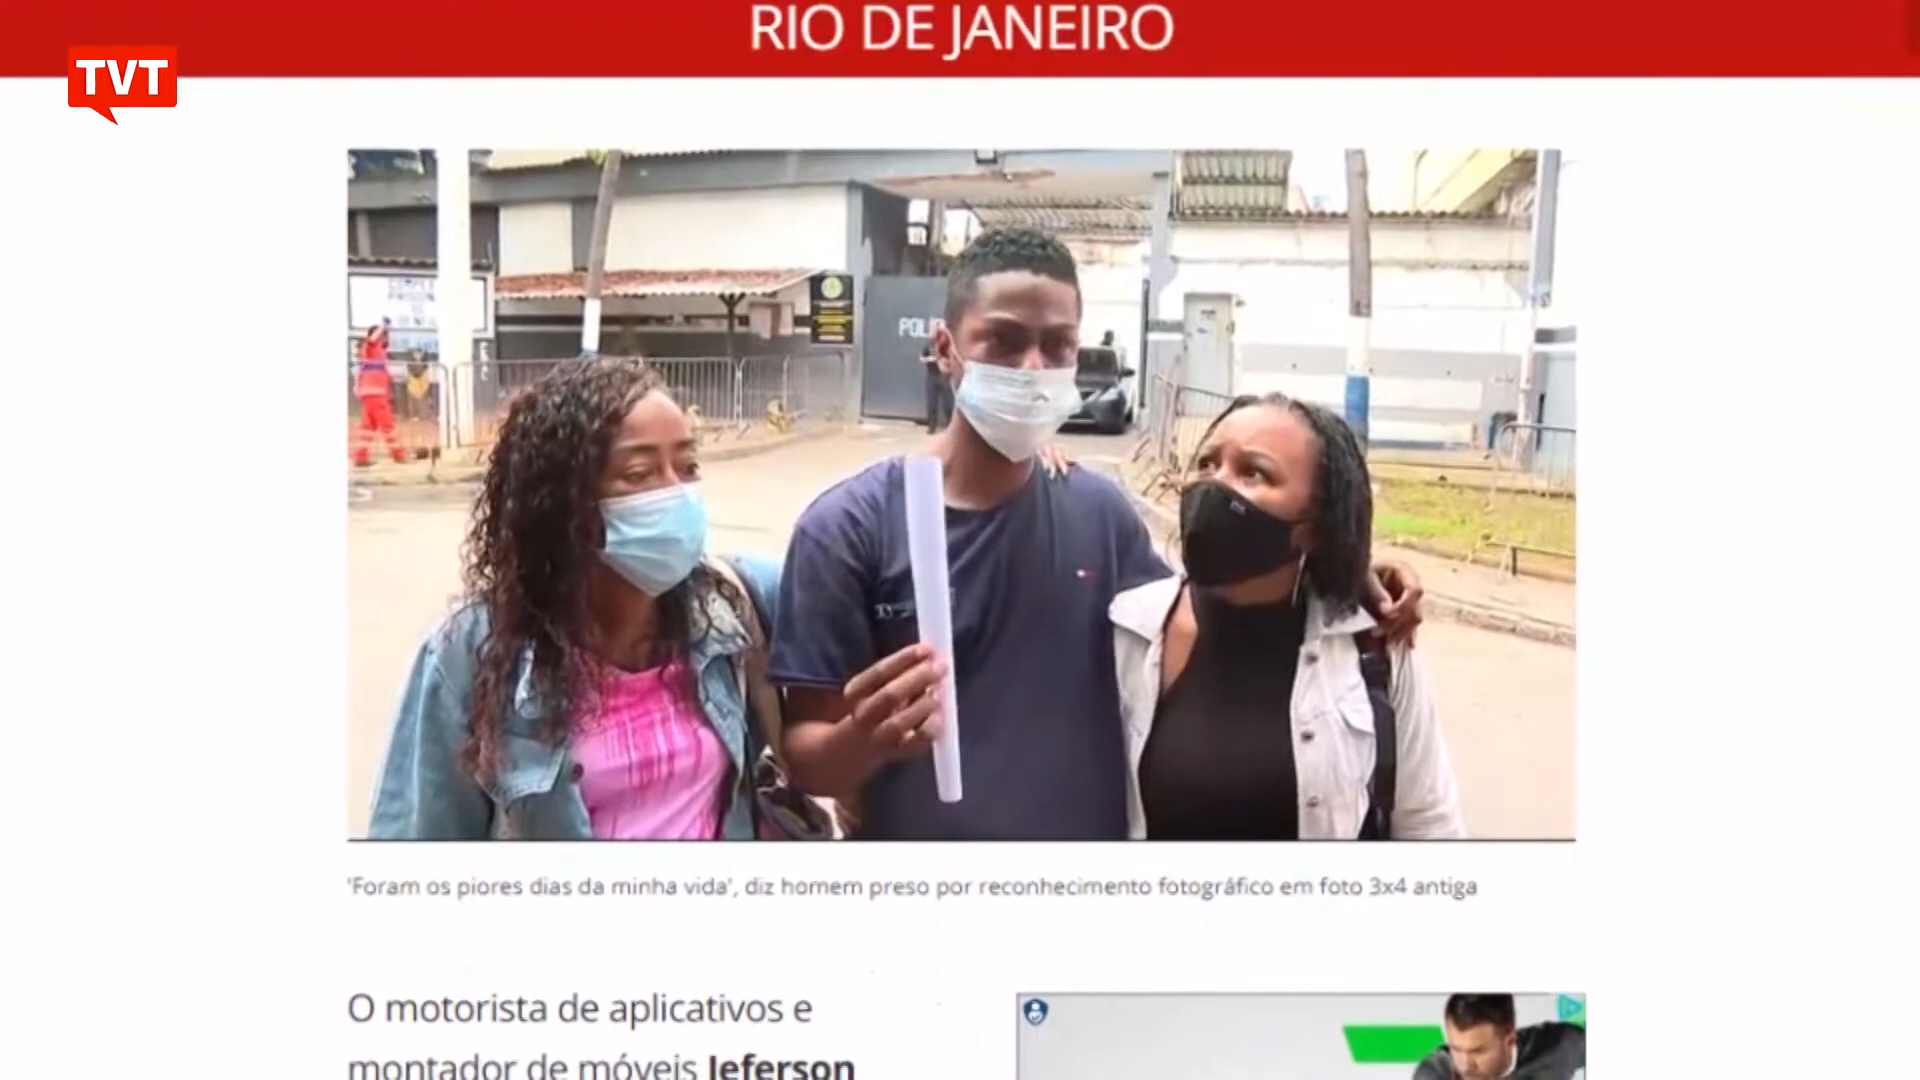 RIO DE JANEIRO
TVT
'Foram os piores dias da minha vida', diz homem preso por reconhecimento fotográfico em foto 3x4 antiga
O motorista de aplicativos e
montador de móveis Jeferson